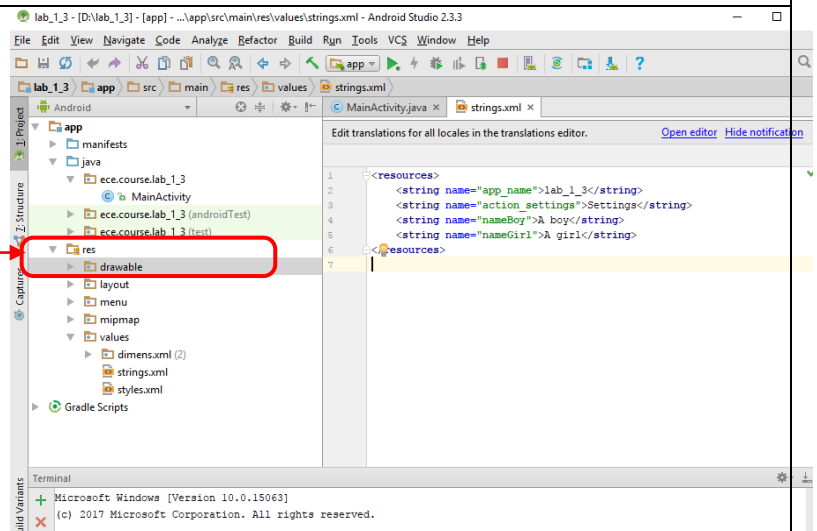 lab_1_3 - [D:\lab_1_3] - [app] - ...\app\src\main\res\values\strings.xml - Android Studio 2.3.3
File Edit View Navigate Code Analyze Refactor Build Run Tools VCS Window Help
app
lab_1_3 app src main res values strings.xml
Android
MainActivity.java × strings.xml ×
1: Project
Z: Structure
Captures
Build Variants
app
manifests
java
ece.course.lab_1_3
MainActivity
ece.course.lab_1_3 (androidTest)
ece.course.lab_1_3 (test)
res
drawable
layout
menu
mipmap
values
dimens.xml (2)
strings.xml
styles.xml
Gradle Scripts
Edit translations for all locales in the translations editor. Open editor Hide notification
1 <resources>
2 <string name="app_name">lab_1_3</string>
3 <string name="action_settings">Settings</string>
4 <string name="nameBoy">A boy</string>
5 <string name="nameGirl">A girl</string>
6 </resources>
7
Terminal
Microsoft Windows [Version 10.0.15063]
(c) 2017 Microsoft Corporation. All rights reserved.